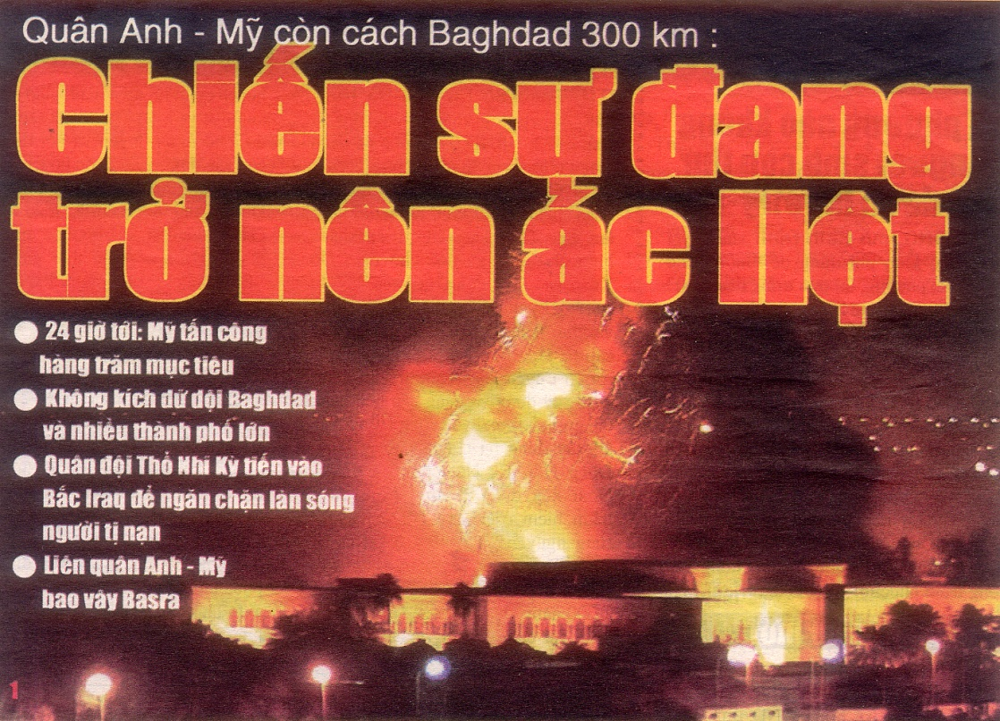 Quân Anh - Mỹ còn cách Baghdad 300 km :
Chiến sự đang
trở nên ác liệt
24 giờ tới: Mỹ tấn công
hàng trăm mục tiêu
Không kích dữ dội Baghdad
và nhiều thành phố lớn
Quân đội Thổ Nhĩ Kỳ tiến vào
Bắc Iraq để ngăn chặn làn sóng
người tị nạn
Liên quân Anh - Mỹ
bao vây Basra
1